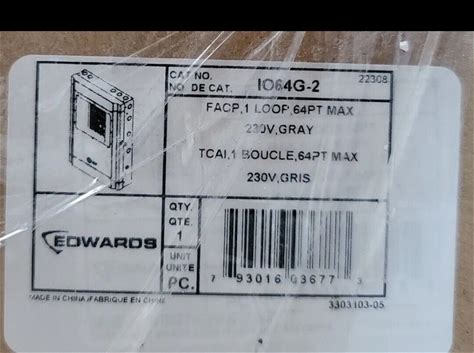 CAT NO.
NO DE CAT.
IO64G-2
22308
FACP,1 LOOP,64PT MAX
230V,GRAY
TCAI,1 BOUCLE,64PT MAX
230V,GRIS
EDWARDS
QTY.
QTE.
1
UNIT
UNITE
PC.
7 93016 03677 3
MADE IN CHINA/FABRIQUÉ EN CHINE
3303103-05